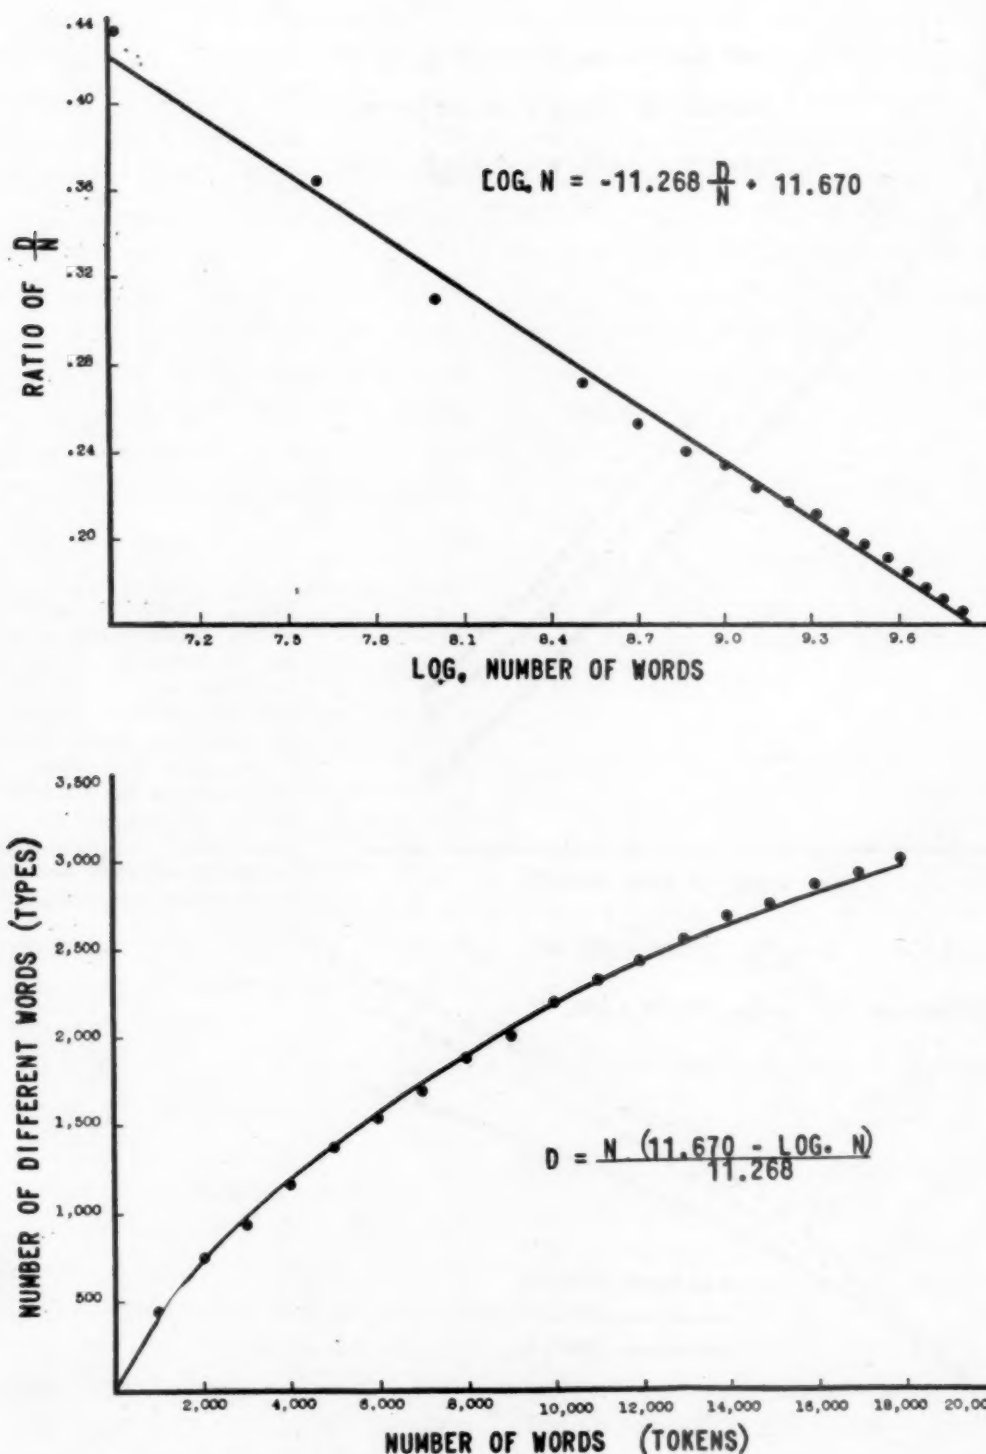 .44
.40
.36
.32
.28
.24
.20
RATIO OF D/N
LOG. N = -11.268 D/N + 11.670
7.2 7.5 7.8 8.1 8.4 8.7 9.0 9.3 9.6
LOG. NUMBER OF WORDS
3,500
3,000
2,500
2,000
1,500
1,000
500
NUMBER OF DIFFERENT WORDS (TYPES)
D = N (11.670 - LOG. N)
11.268
2,000 4,000 6,000 8,000 10,000 12,000 14,000 16,000 18,000 20,000
NUMBER OF WORDS (TOKENS)